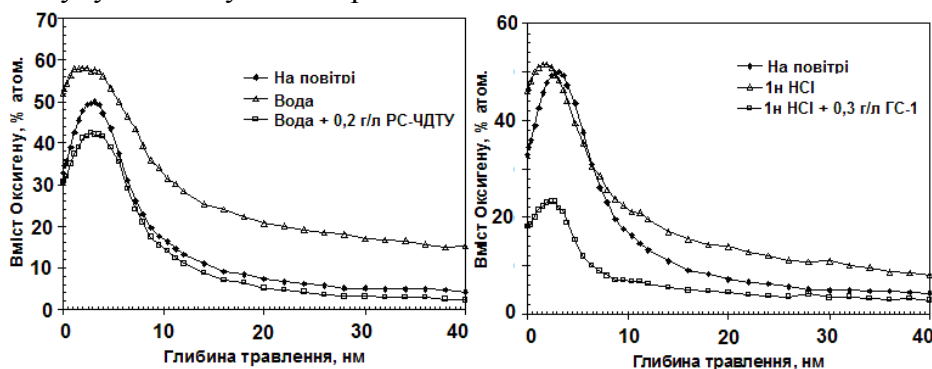 70
60
50
40
30
20
10
0
Вміст Оксигену, % атом.
На повітрі
Вода
Вода + 0,2 г/л РС-ЧДТУ
0 10 20 30 40
Глибина травлення, нм
60
40
20
0
Вміст Оксигену, % атом.
На повітрі
1н HCl
1н HCl + 0,3 г/л ГС-1
0 10 20 30 40
Глибина травлення, нм